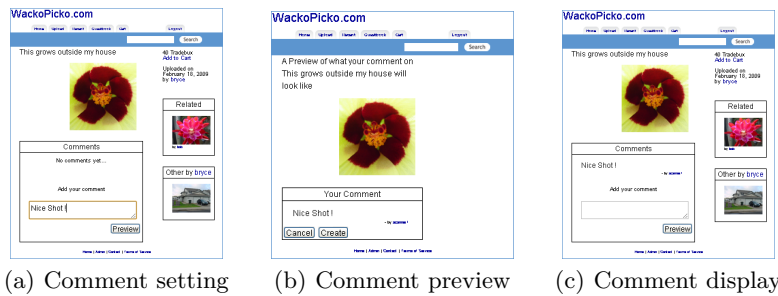 WackoPicko.com
Home Upload Recent Guestbook Cart Logout
Search
This grows outside my house
40 Tradebux
Add to Cart
Uploaded on
February 18, 2009
by bryce
Related
Comments
No comments yet...
Add your comment
Nice Shot !
Preview
Other by bryce
Home | Admin | Contact | Terms of Service
(a) Comment setting
WackoPicko.com
Home Upload Recent Guestbook Cart Logout
Search
A Preview of what your comment on
This grows outside my house will
look like
Your Comment
Nice Shot !
- by
Cancel Create
Home | Admin | Contact | Terms of Service
(b) Comment preview
WackoPicko.com
Home Upload Recent Guestbook Cart Logout
Search
This grows outside my house
40 Tradebux
Add to Cart
Uploaded on
February 18, 2009
by bryce
Related
Comments
Nice Shot !
- by
Add your comment
Preview
Other by bryce
Home | Admin | Contact | Terms of Service
(c) Comment display